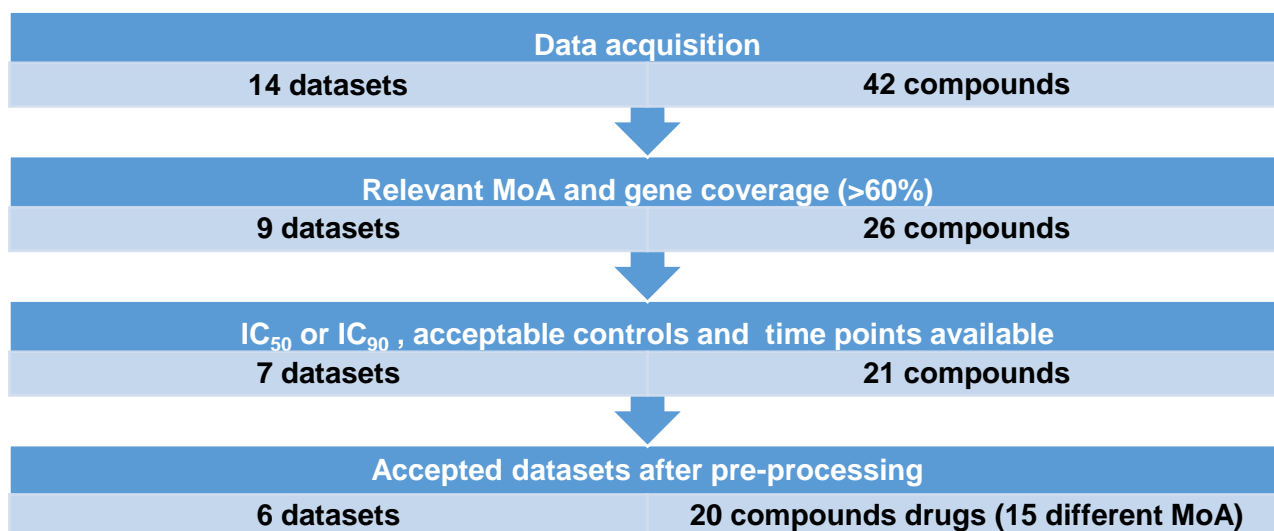 Data acquisition
14 datasets 42 compounds
Relevant MoA and gene coverage (>60%)
9 datasets 26 compounds
IC50 or IC90 , acceptable controls and time points available
7 datasets 21 compounds
Accepted datasets after pre-processing
6 datasets 20 compounds drugs (15 different MoA)